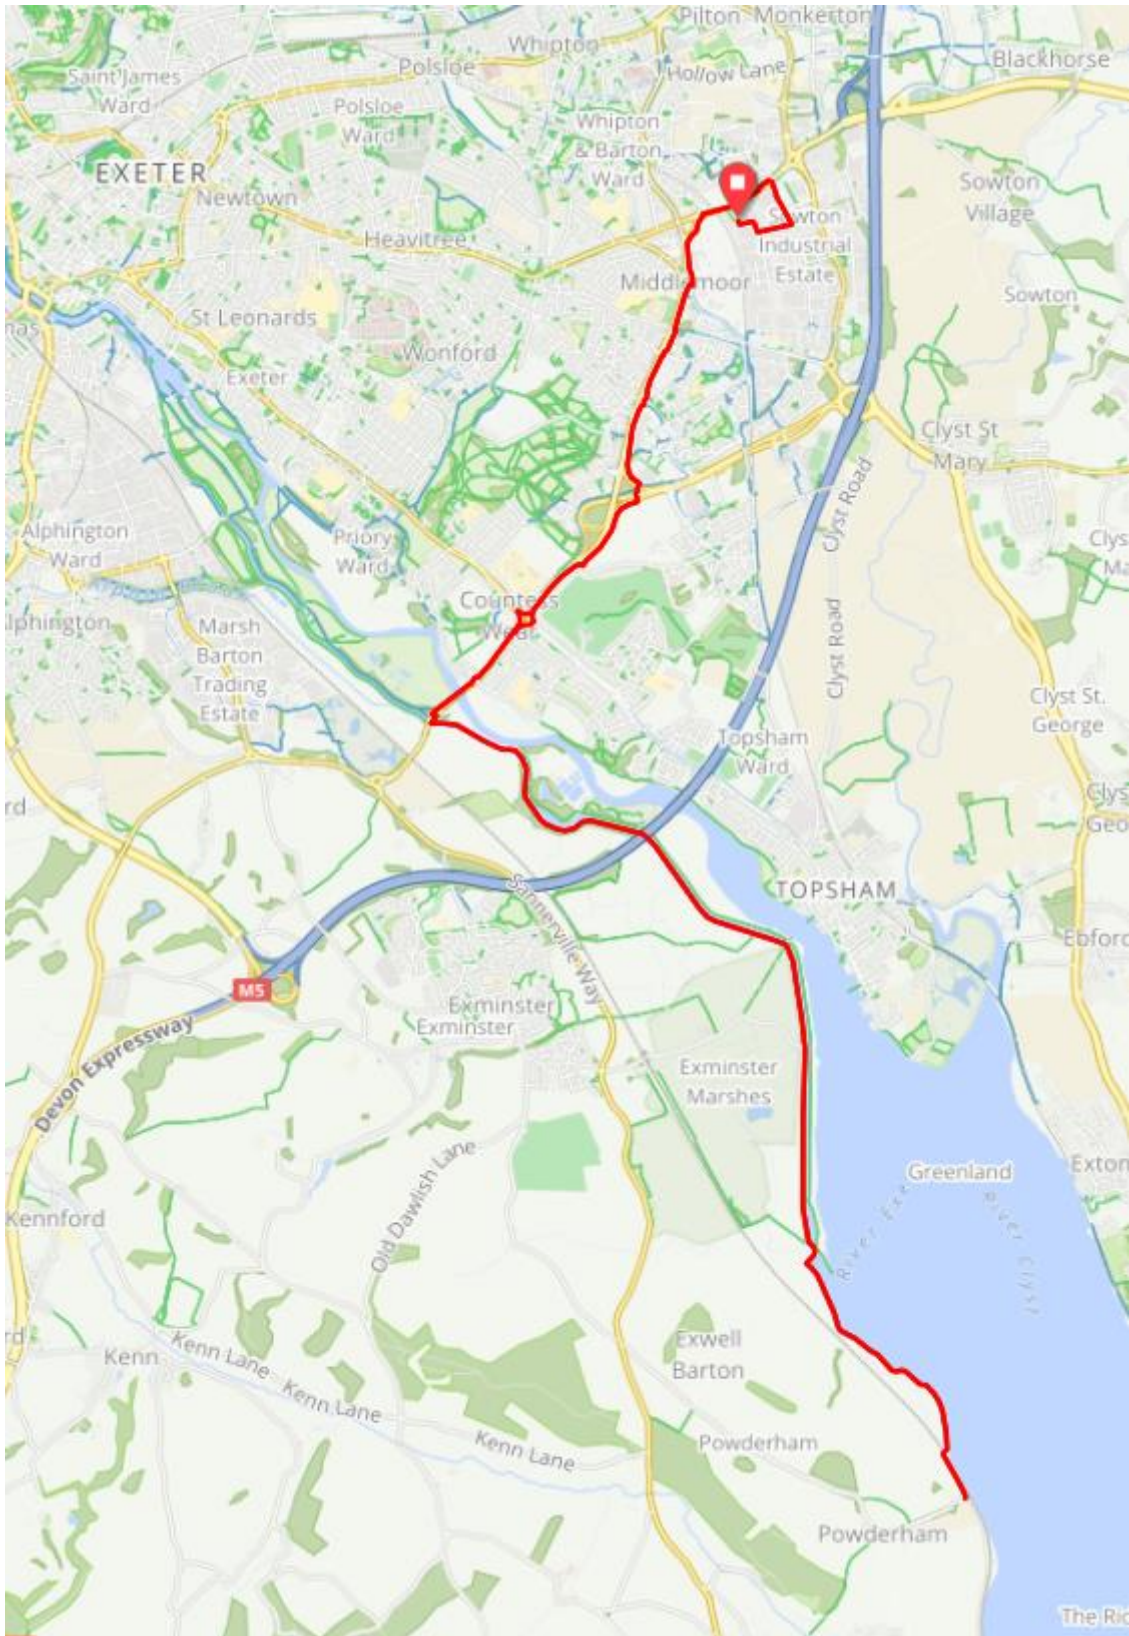 Pilton
Monkerton
Whipton
Blackhorse
Polsloe
Hollow Lane
Saint James
Ward
Polsloe
Ward
Whipton
& Barton
Ward
EXETER
Newtown
Sowton
Village
Heavitree
Sowton
Industrial
Estate
Middlemoor
Sowton
St Leonards
Wonford
Exeter
Clyst St
Mary
Clyst Road
Alphington
Ward
Priory
Ward
Countess
Wear
Clyst Road
Marsh
Barton
Trading
Estate
Clyst St.
George
Topsham
Ward
TOPSHAM
Sannerville Way
M5
Exminster
Exminster
Devon Expressway
Exminster
Marshes
Old Dawlish Lane
Greenland
Kennford
River Exe
River Clyst
Kenn
Kenn Lane
Kenn Lane
Exwell
Barton
Kenn Lane
Powderham
Powderham